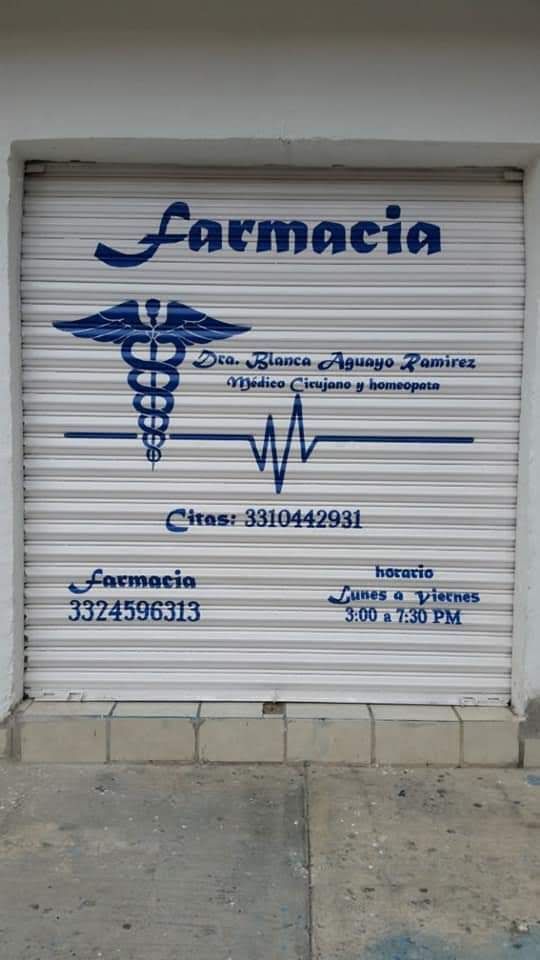 Farmacia
Dra. Blanca Aguayo Ramirez
Médico Cirujano y homeopata
Citas: 3310442931
Farmacia
3324596313
horario
Lunes a Viernes
3:00 a 7:30 PM